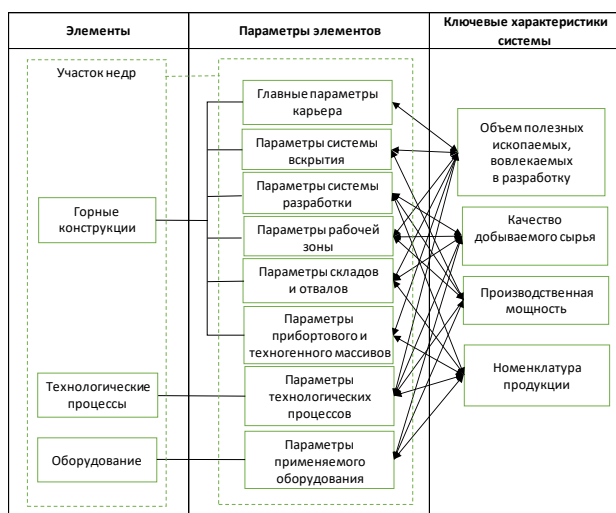 Элементы
Параметры элементов
Ключевые характеристики
системы
Участок недр
Горные
конструкции
Технологические
процессы
Оборудование
Главные параметры
карьера
Параметры системы
вскрытия
Параметры системы
разработки
Параметры рабочей
зоны
Параметры складов
и отвалов
Параметры
прибортового и
техногенного массивов
Параметры
технологических
процессов
Параметры
применяемого
оборудования
Объем полезных
ископаемых,
вовлекаемых
в разработку
Качество
добываемого сырья
Производственная
мощность
Номенклатура
продукции